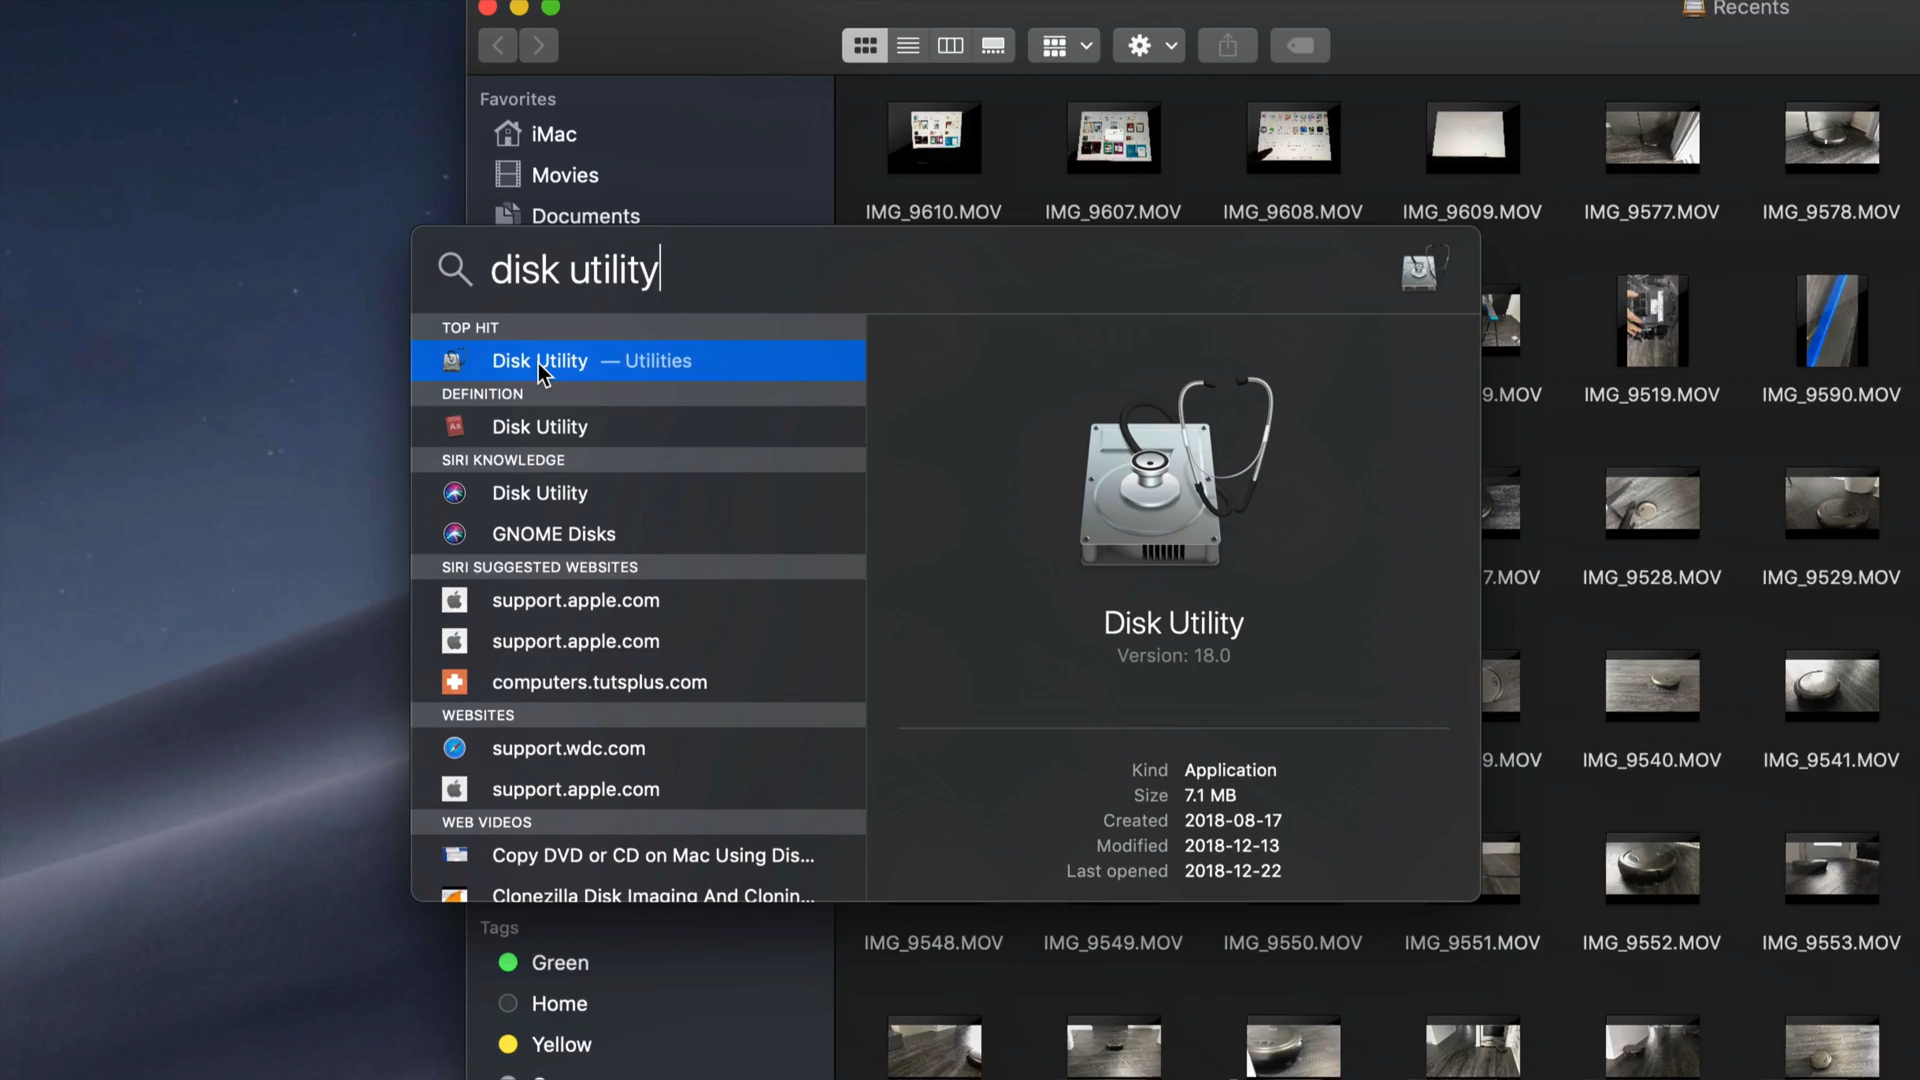 Recents
Favorites
iMac
Movies
Documents
IMG_9610.MOV
IMG_9607.MOV
IMG_9608.MOV
IMG_9609.MOV
IMG_9577.MOV
IMG_9578.MOV
disk utility
TOP HIT
Disk Utility — Utilities
DEFINITION
Disk Utility
SIRI KNOWLEDGE
Disk Utility
GNOME Disks
SIRI SUGGESTED WEBSITES
support.apple.com
support.apple.com
computers.tutsplus.com
WEBSITES
support.wdc.com
support.apple.com
WEB VIDEOS
Copy DVD or CD on Mac Using Dis...
Clonezilla Disk Imaging And Clonin...
Disk Utility
Version: 18.0
Kind Application
Size 7.1 MB
Created 2018-08-17
Modified 2018-12-13
Last opened 2018-12-22
9.MOV
IMG_9519.MOV
IMG_9590.MOV
7.MOV
IMG_9528.MOV
IMG_9529.MOV
9.MOV
IMG_9540.MOV
IMG_9541.MOV
IMG_9548.MOV
IMG_9549.MOV
IMG_9550.MOV
IMG_9551.MOV
IMG_9552.MOV
IMG_9553.MOV
Tags
Green
Home
Yellow